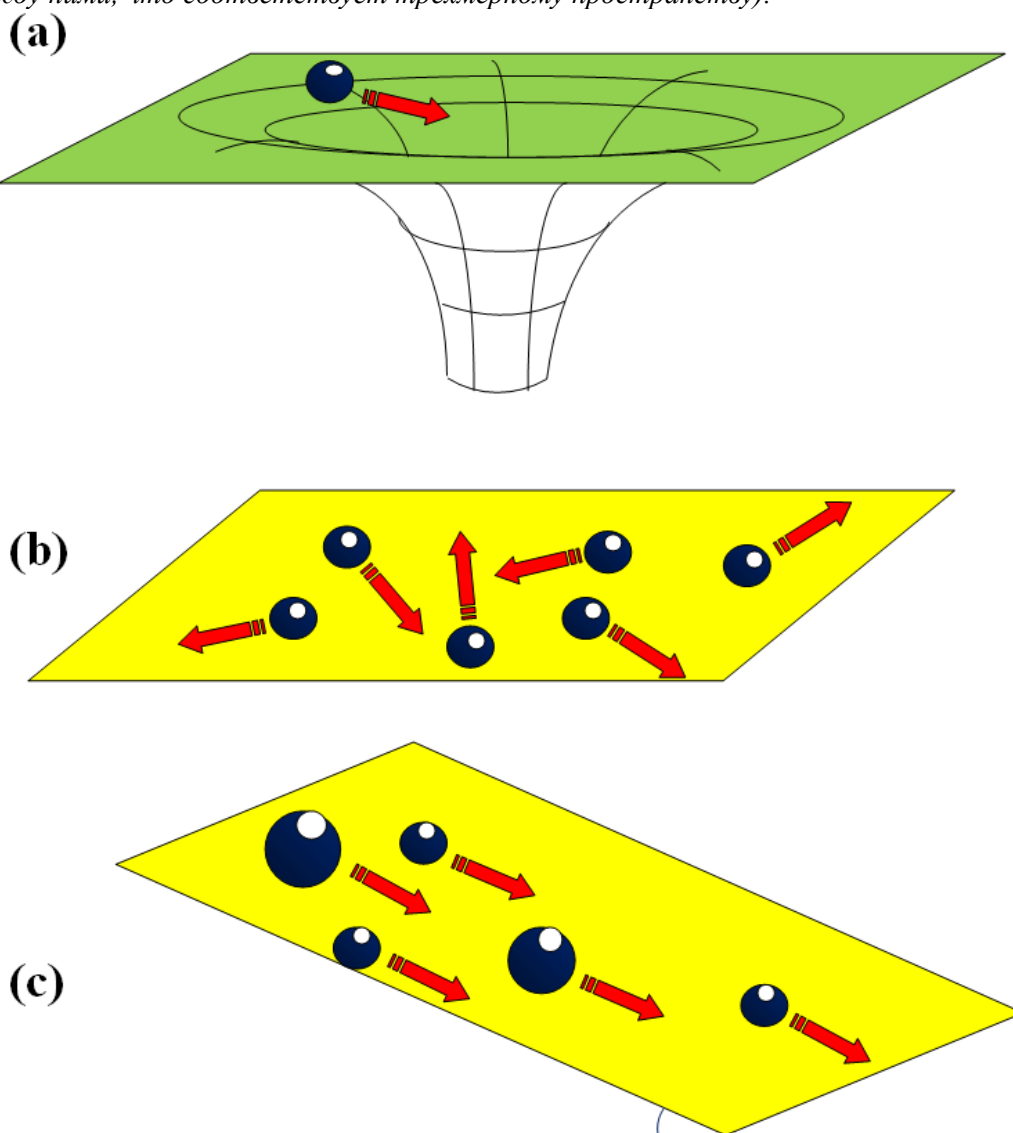 что соответствует трехмерному пространству).
(a)
(b)
(c)